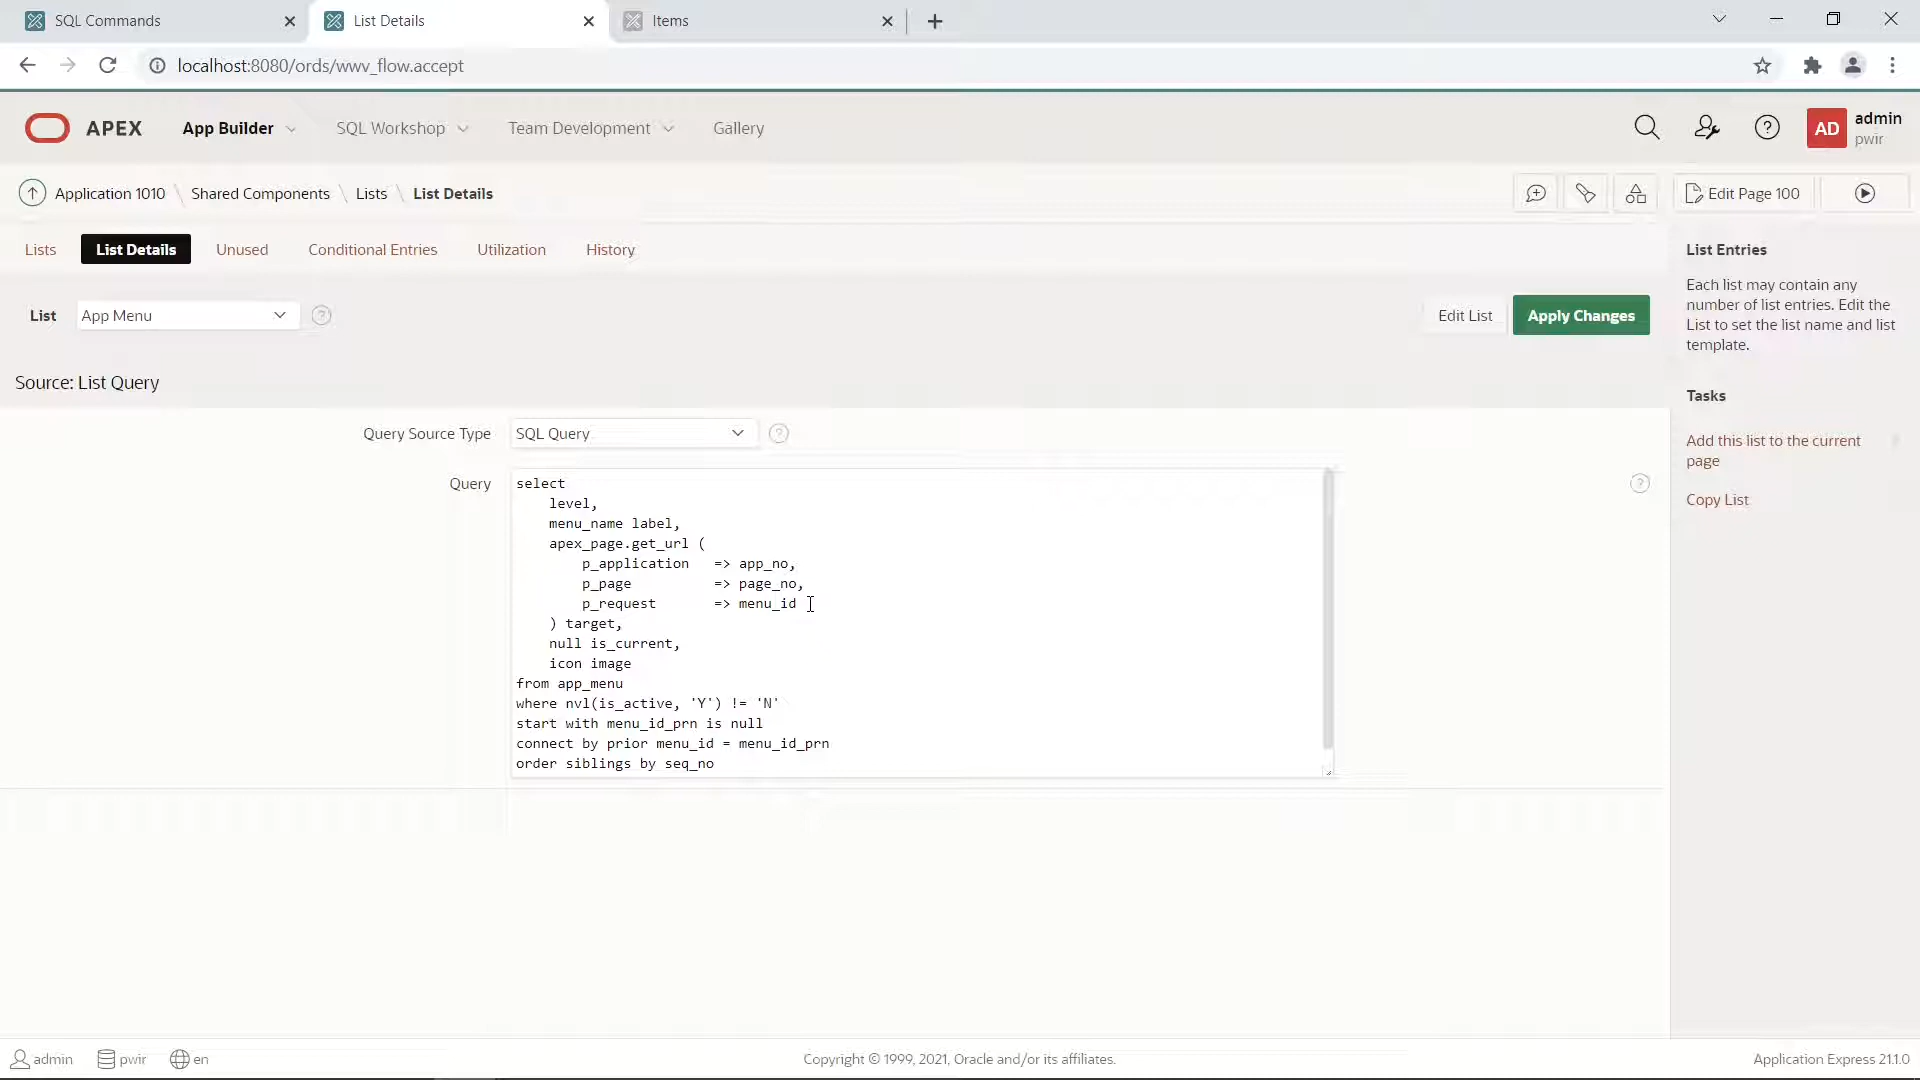 SQL Commands
List Details
Items
localhost:8080/ords/wwv_flow.accept
APEX
App Builder
SQL Workshop
Team Development
Gallery
AD
admin
pwir
Application 1010 \ Shared Components \ Lists \ List Details
Edit Page 100
Lists
List Details
Unused
Conditional Entries
Utilization
History
List
App Menu
?
Edit List
Apply Changes
Source: List Query
Query Source Type
SQL Query
?
Query
select
    level,
    menu_name label,
    apex_page.get_url (
        p_application   => app_no,
        p_page          => page_no,
        p_request       => menu_id
    ) target,
    null is_current,
    icon image
from app_menu
where nvl(is_active, 'Y') != 'N'
start with menu_id_prn is null
connect by prior menu_id = menu_id_prn
order siblings by seq_no
?
List Entries
Each list may contain any
number of list entries. Edit the
List to set the list name and list
template.
Tasks
Add this list to the current
page
Copy List
admin
pwir
en
Copyright © 1999, 2021, Oracle and/or its affiliates.
Application Express 21.1.0